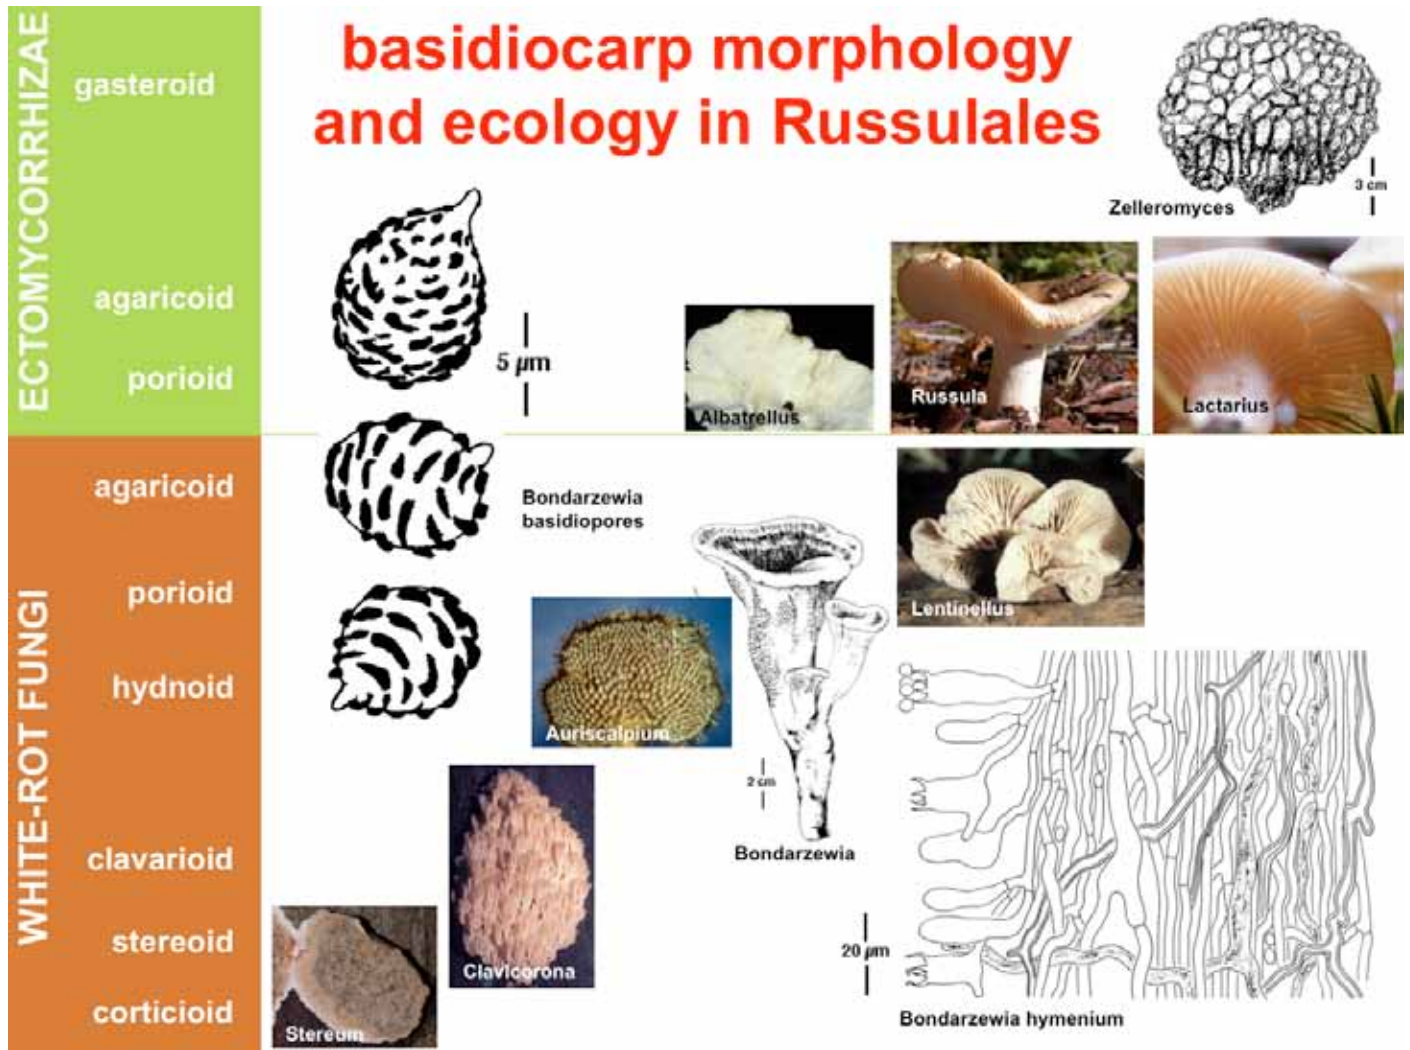 basidiocarp morphology
and ecology in Russulales
ECTOMYCORRHIZAE
gasteroid
agaricoid
porioid
WHITE-ROT FUNGI
agaricoid
porioid
hydnoid
clavarioid
stereoid
corticioid
3 cm
Zelleromyces
5 µm
Albatrellus
Russula
Lactarius
Bondarzewia
basidiopores
Lentinellus
Auriscalpium
2 cm
Bondarzewia
Clavicorona
20 µm
Stereum
Bondarzewia hymenium